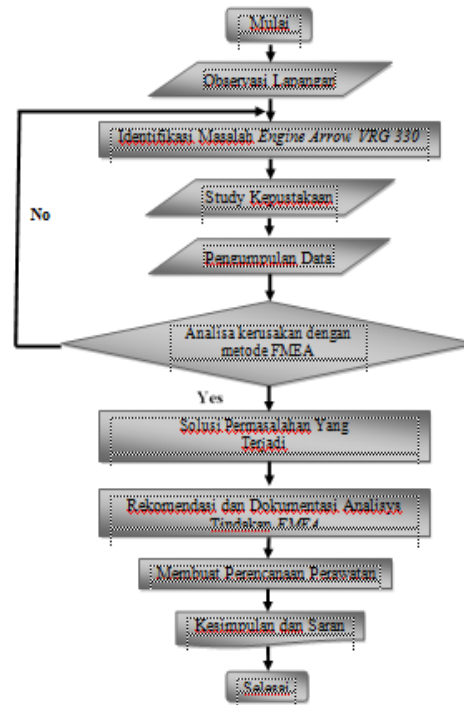 Mulai
Observasi Lapangan
Identifikasi Masalah Engine Arrow VRG 330
Study Kepustakaan
No
Pengumpulan Data
Analisa kerusakan dengan
metode FMEA
Yes
Solusi Permasalahan Yang
Terjadi
Rekomendasi dan Dokumentasi Analisya
Tindakan FMEA
Membuat Perencanaan Perawatan
Kesimpulan dan Saran
Selesai